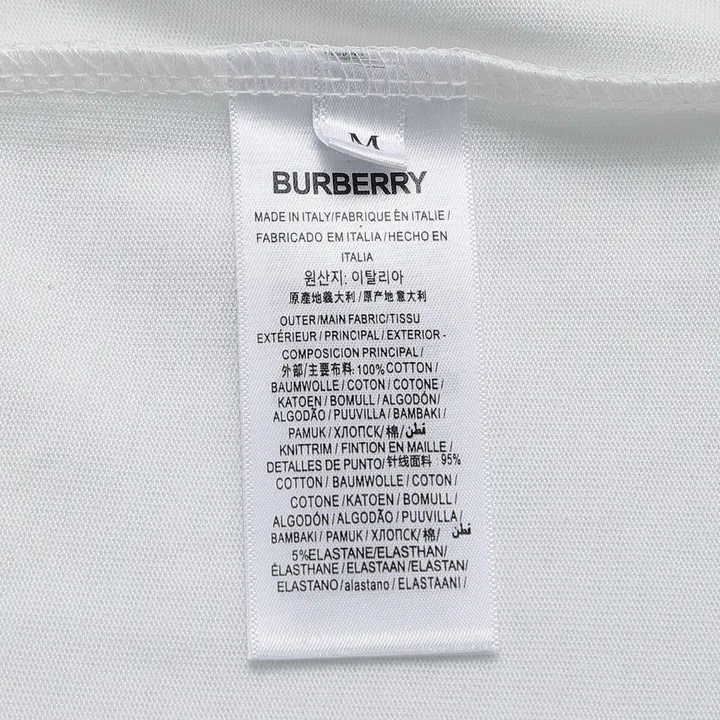 M
BURBERRY
MADE IN ITALY/FABRIQUE ÊN ITALIE/
FABRICADO EM ITALIA/HECHO EN
ITALIA
원산지: 이탈리아
原產地義大利/原产地意大利
OUTER/MAIN FABRIC/TISSU
EXTÉRIEUR/PRINCIPAL/EXTERIOR-
COMPOSICION PRINCIPAL/
外部/主要布料:100%COTTON/
BAUMWOLLE/COTON/COTONE/
KATOEN/BOMULL/ALGODÓN/
ALGODÃO/PUUVILLA/BAMBAKI/
PAMUK/ХЛОПСК/棉/قطن
KNITTRIM/FINTION EN MAILLE/
DETALLES DE PUNTO/针线面料 95%
COTTON/BAUMWOLLE/COTON/
COTONE/KATOEN/BOMULL/
ALGODÓN/ALGODÃO/PUUVILLA/
BAMBAKI/PAMUK/ХЛОПСК/棉/قطن
5%ELASTANE/ELASTHAN/
ÉLASTHANE/ELASTAAN/ELASTAN/
ELASTANO/alastano/ELASTAANI/